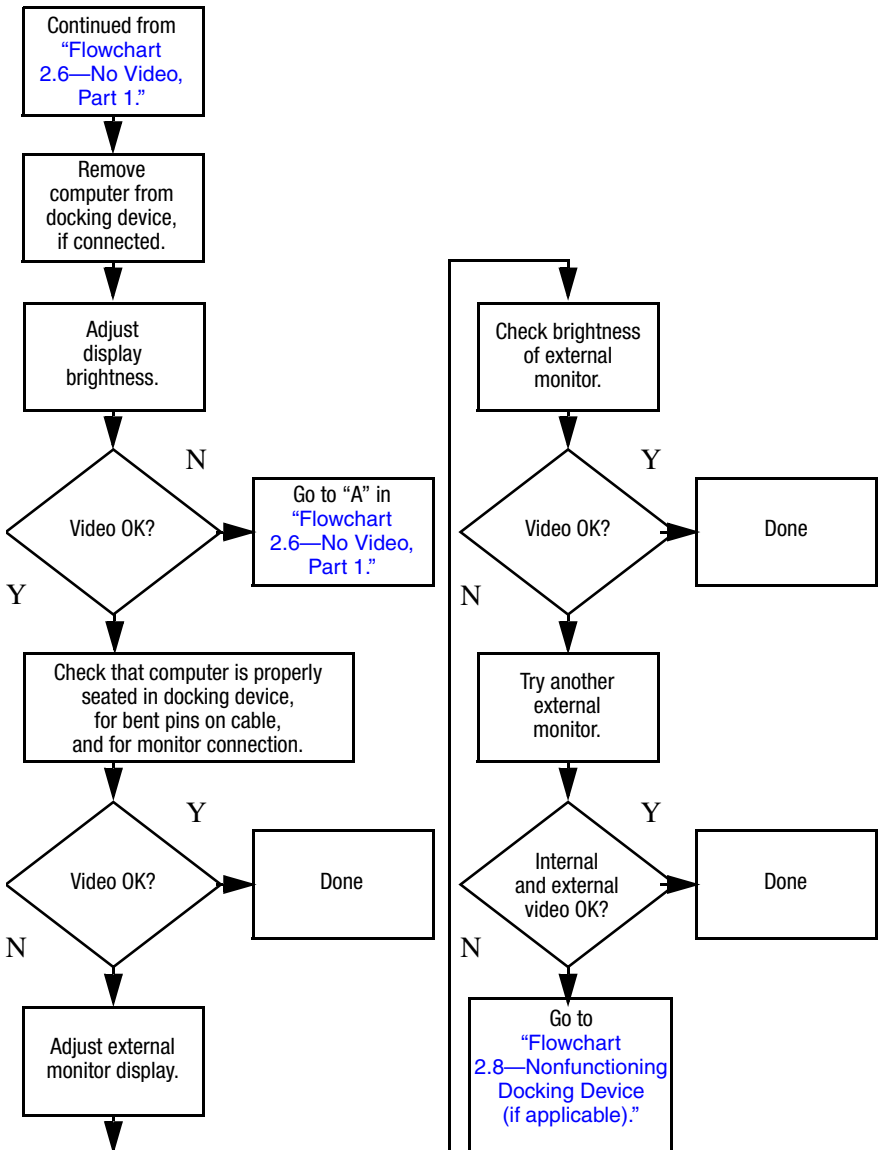 Continued from
“Flowchart
2.6—No Video,
Part 1.”
Remove
computer from
docking device,
if connected.
Adjust
display
brightness.
N
Video OK?
Go to “A” in
“Flowchart
2.6—No Video,
Part 1.”
Y
Check that computer is properly
seated in docking device,
for bent pins on cable,
and for monitor connection.
Y
Video OK?
Done
N
Adjust external
monitor display.
Check brightness
of external
monitor.
Y
Video OK?
Done
N
Try another
external
monitor.
Y
Internal
and external
video OK?
Done
N
Go to
“Flowchart
2.8—Nonfunctioning
Docking Device
(if applicable).”